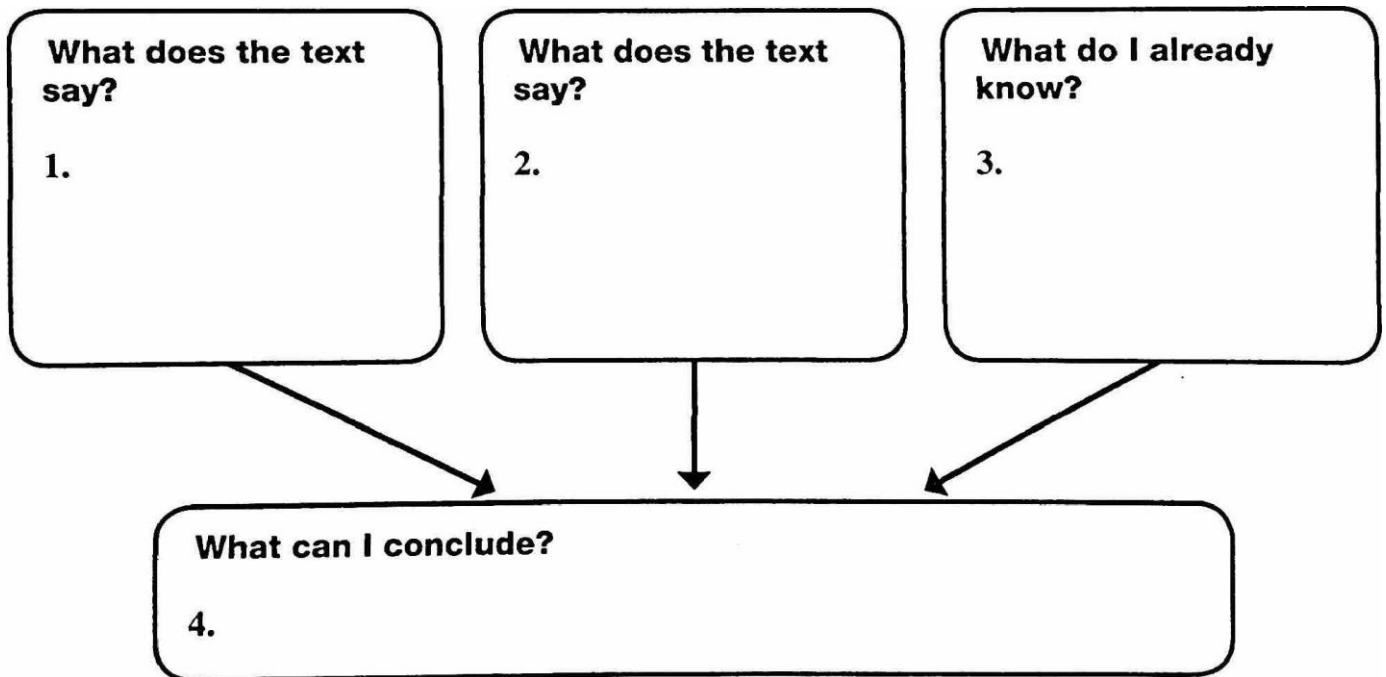 What does the text
say?
1.
What does the text
say?
2.
What do I already
know?
3.
What can I conclude?
4.